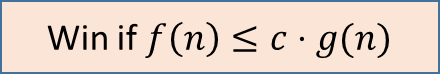 Win if f(n) ≤ c · g(n)